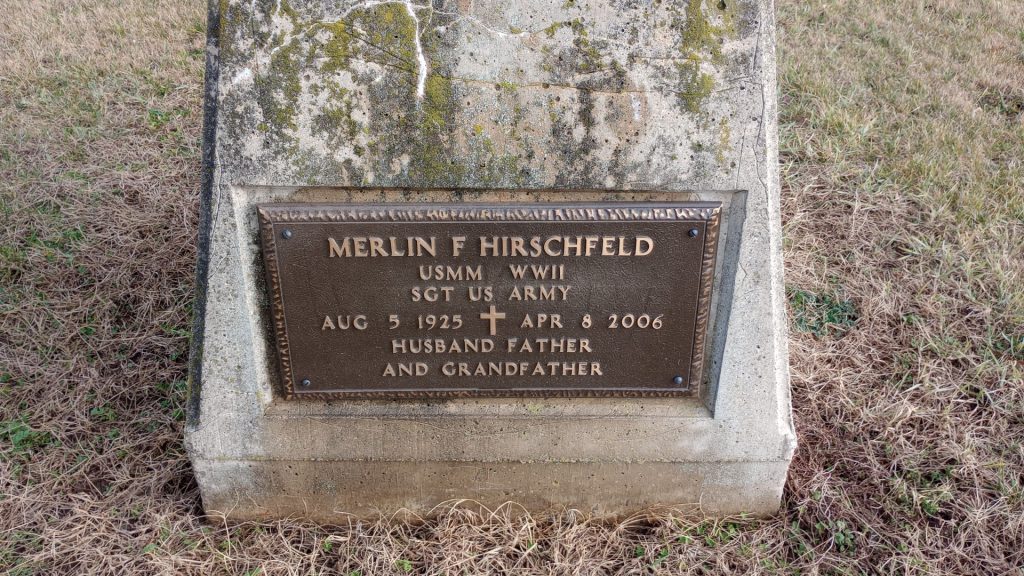 MERLIN F HIRSCHFELD
USMM WWII
SGT US ARMY
AUG 5 1925 ✝ APR 8 2006
HUSBAND FATHER
AND GRANDFATHER